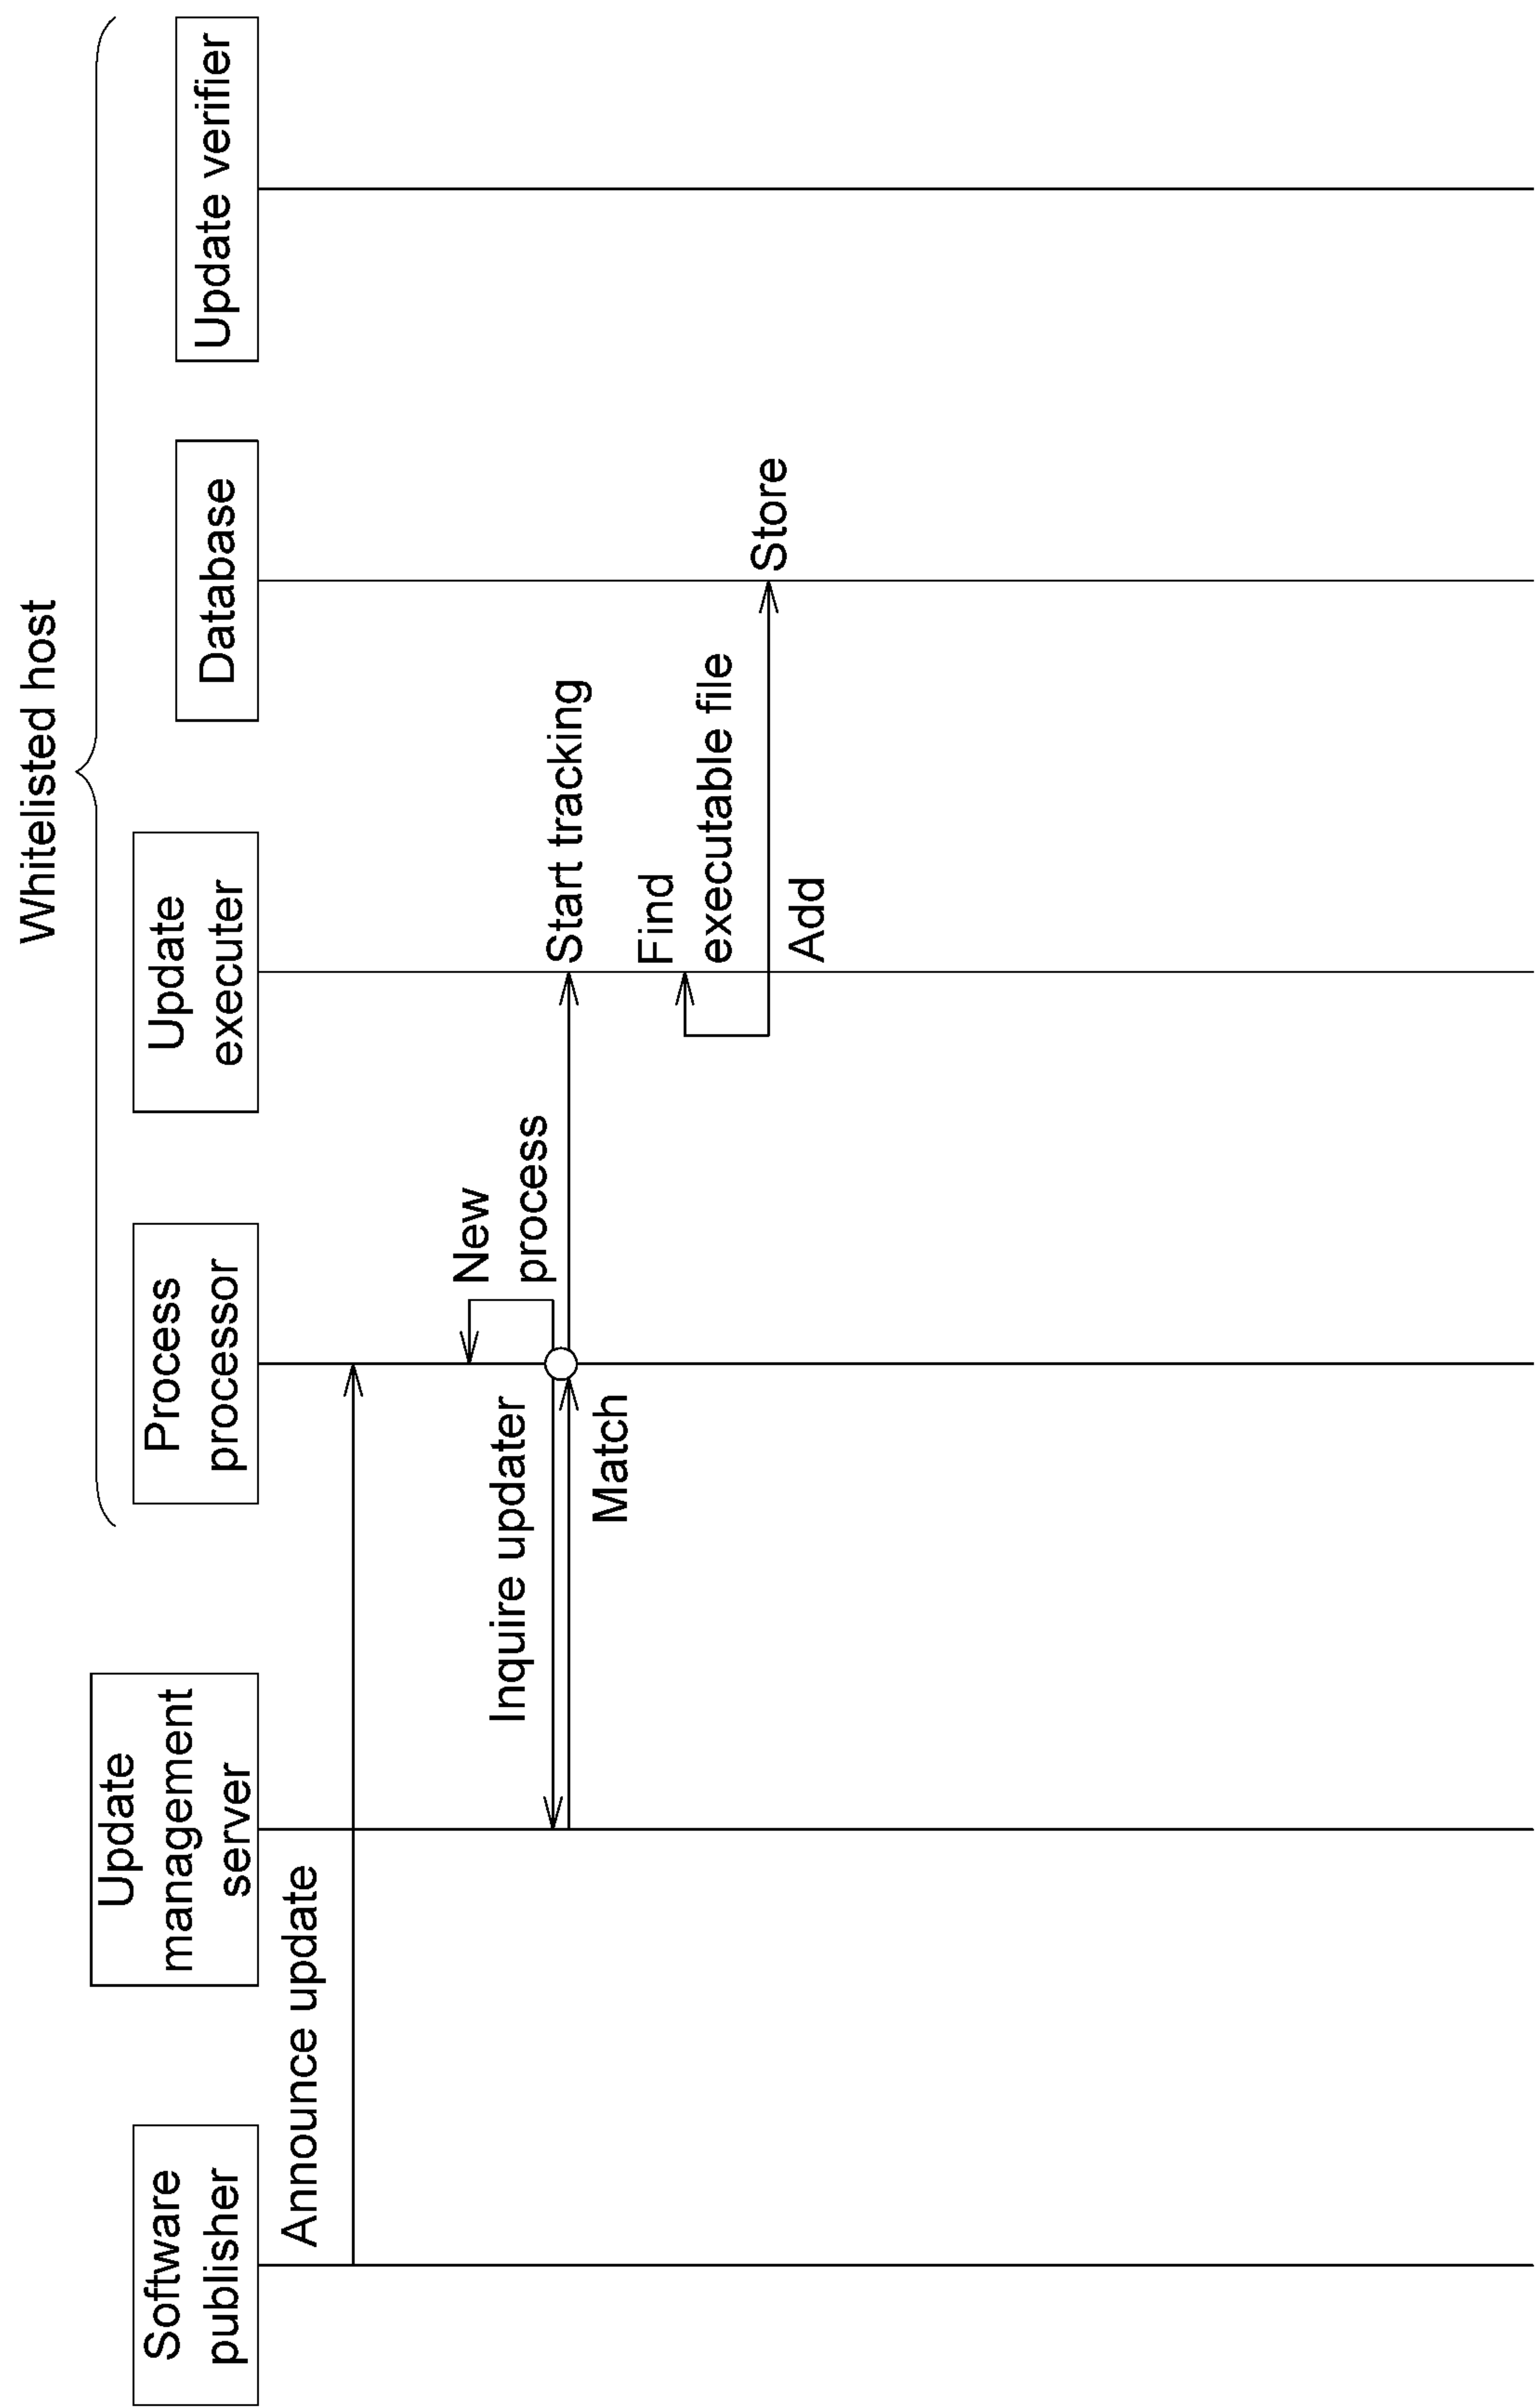 Whitelisted host
Software
publisher
Update
management
server
Process
processor
Update
executer
Database
Update verifier
Announce update
New
process
Inquire updater
Match
Start tracking
Find
executable file
Store
Add